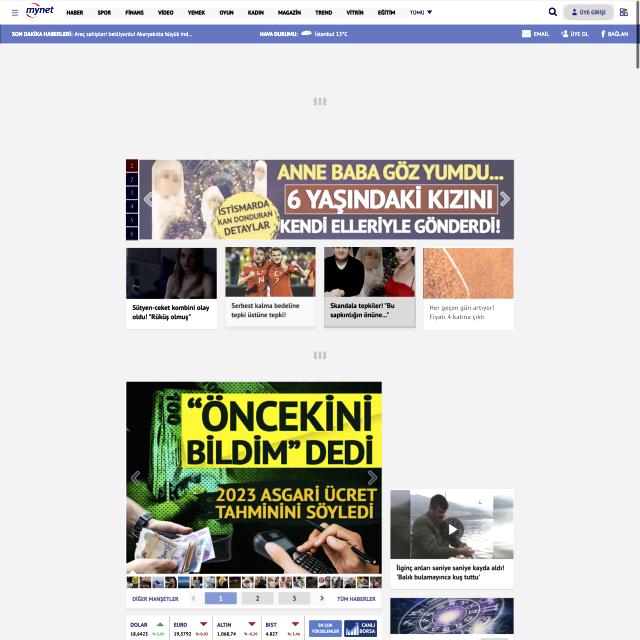 mynet
HABER SPOR FİNANS VİDEO YEMEK OYUN KADIN MAGAZİN TREND VİTRİN EĞİTİM TÜMÜ
ÜYE GİRİŞİ
SON DAKİKA HABERLERİ: Araç sahipleri bekliyordu! Akaryakıtta büyük ind...
HAVA DURUMU: İstanbul 13°C
EMAIL ÜYE OL BAĞLAN
1
2
3
4
5
6
ANNE BABA GÖZ YUMDU...
6 YAŞINDAKİ KIZINI
KENDİ ELLERİYLE GÖNDERDİ!
İSTİSMARDA
KAN DONDURAN
DETAYLAR
Sütyen-ceket kombini olay
oldu! "Rüküş olmuş"
Serbest kalma bedeline
tepki üstüne tepki!
Skandala tepkiler! "Bu
sapkınlığın önüne..."
Her geçen gün artıyor!
Fiyatı 4 katına çıktı
"ÖNCEKİNİ
BİLDİM" DEDİ
2023 ASGARİ ÜCRET
TAHMİNİNİ SÖYLEDİ
İlginç anları saniye saniye kayda aldı!
'Balık bulamayınca kuş tuttu'
DİĞER MANŞETLER 1 2 3 TÜM HABERLER
DOLAR EURO ALTIN BIST
18,6423 %-0,01 19,5792 %-0,05 1.068,74 %-0,20 4.827 %-3,46
EN ÇOK
YÜKSELENLER
CANLI
BORSA